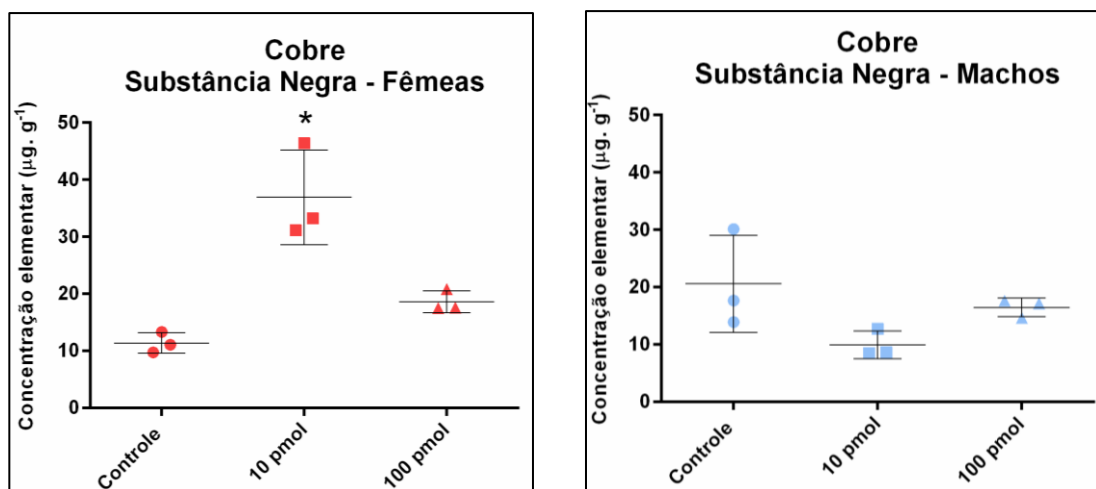 Cobre
Substância Negra - Fêmeas
Concentração elementar (µg. g⁻¹)
50
40
30
20
10
0
*
Controle
10 pmol
100 pmol
Cobre
Substância Negra - Machos
Concentração elementar (µg. g⁻¹)
50
40
30
20
10
0
Controle
10 pmol
100 pmol